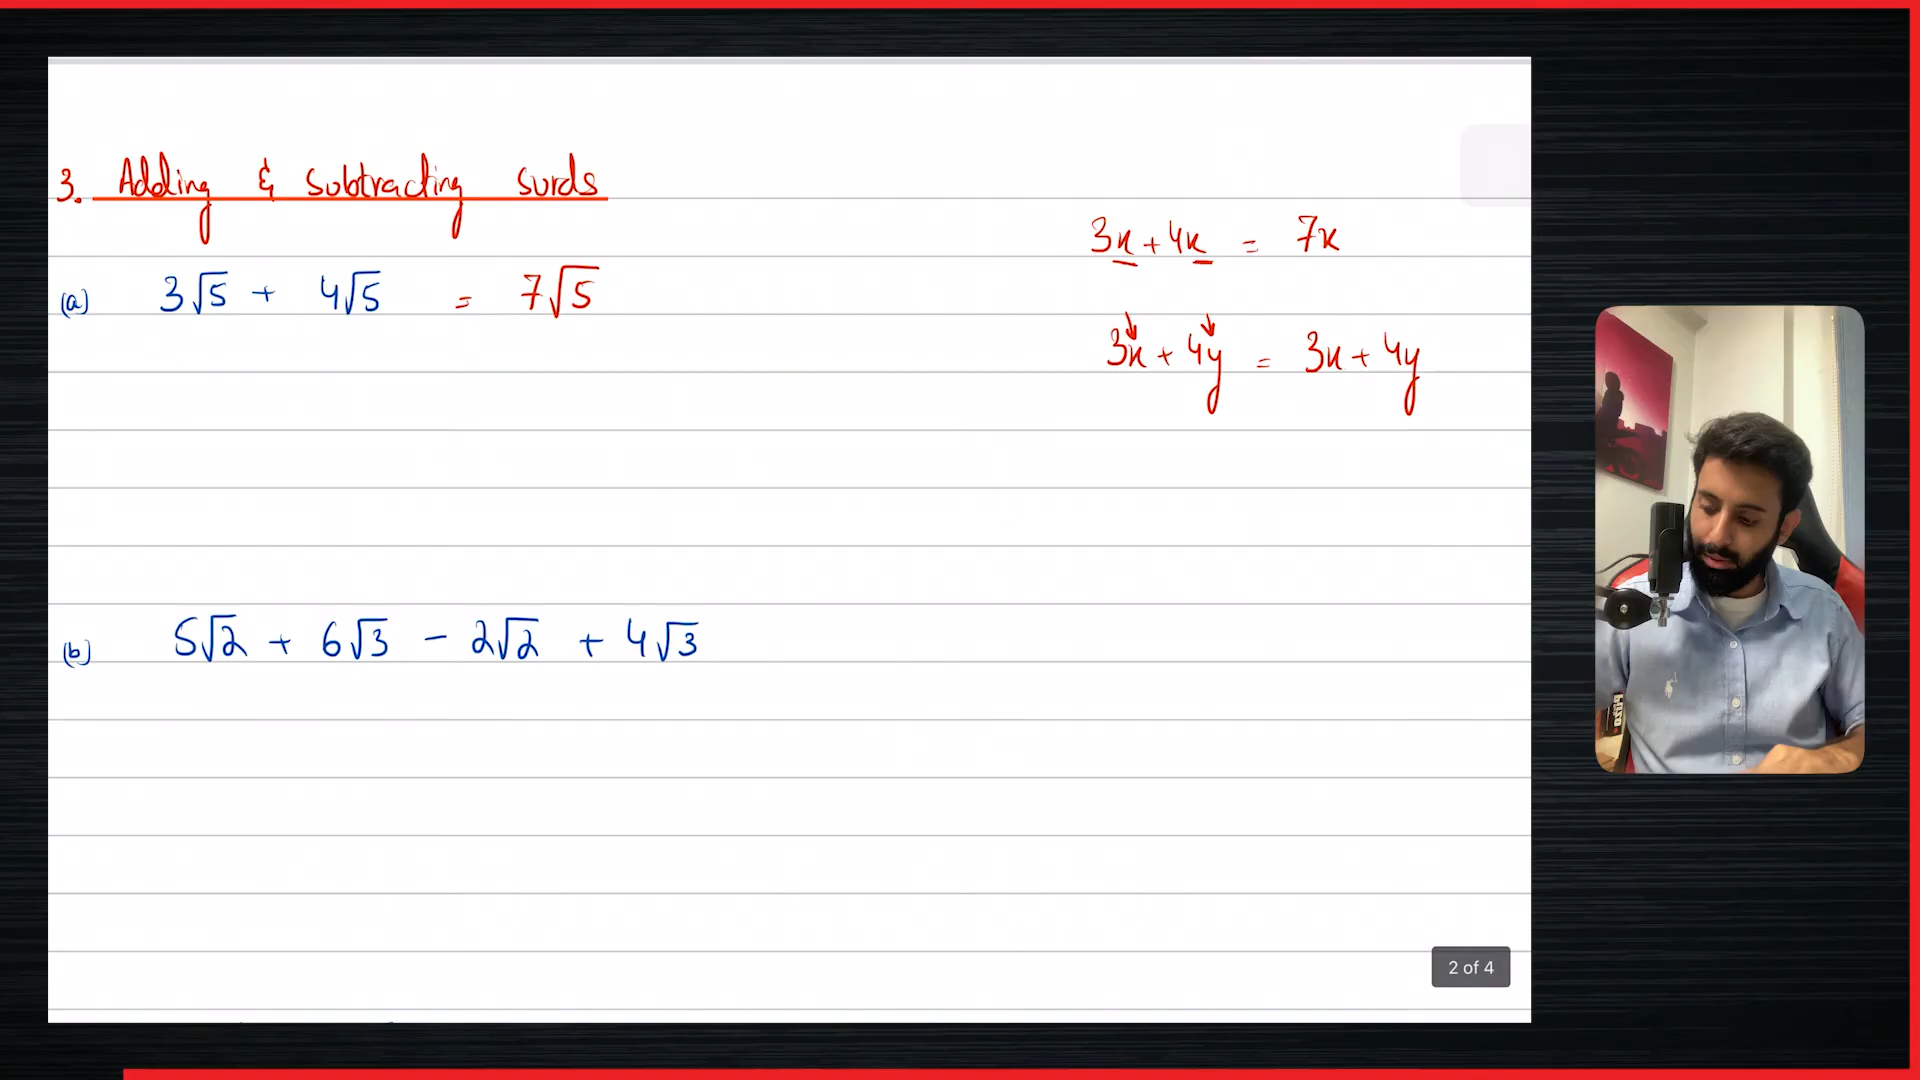 3. Adding & subtracting surds
3x + 4x = 7x
(a) 3√5 + 4√5 = 7√5
3x + 4y = 3x + 4y
(b) 5√2 + 6√3 - 2√2 + 4√3
2 of 4